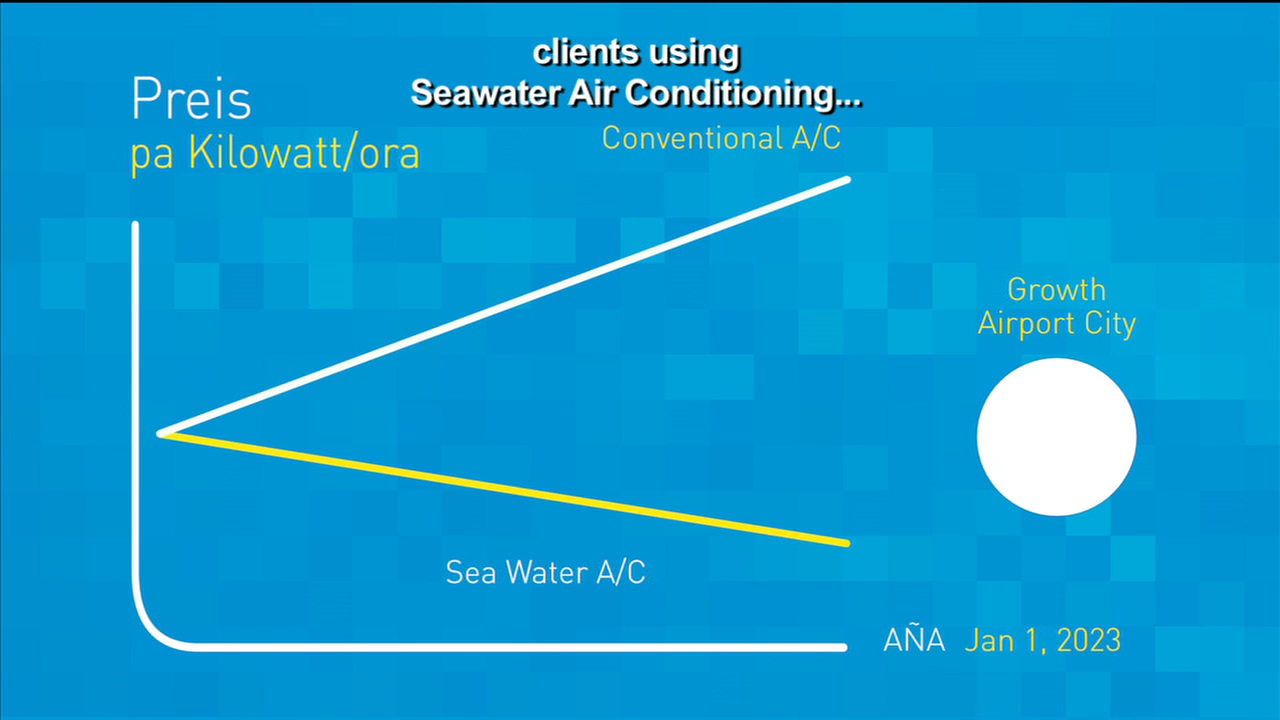 clients using
Seawater Air Conditioning...
Preis
pa Kilowatt/ora
Conventional A/C
Growth
Airport City
Sea Water A/C
AÑA Jan 1, 2023